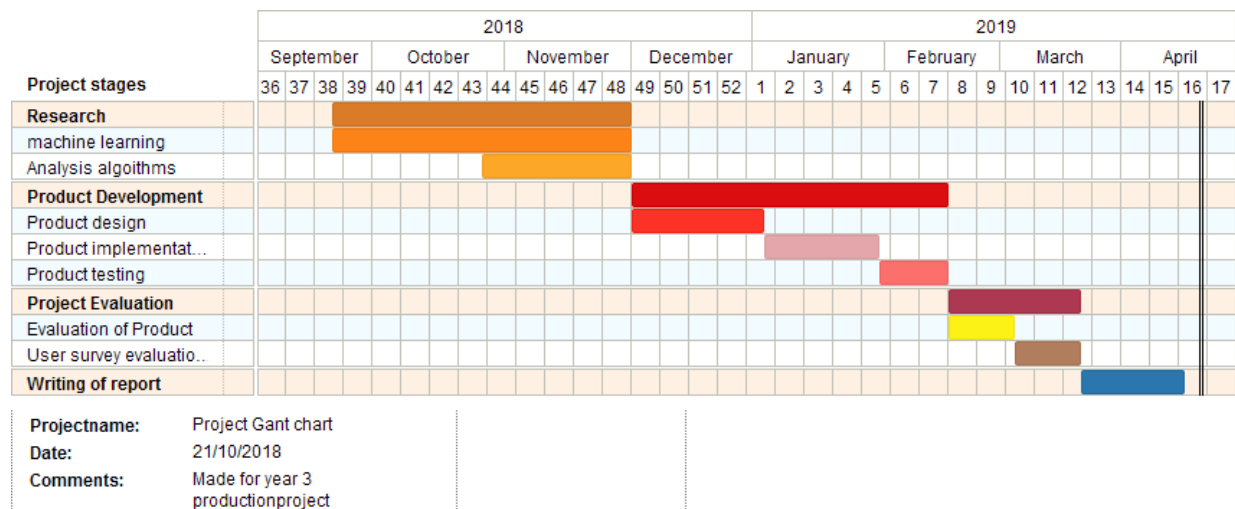 2018 2019
September October November December January February March April
Project stages 36 37 38 39 40 41 42 43 44 45 46 47 48 49 50 51 52 1 2 3 4 5 6 7 8 9 10 11 12 13 14 15 16 17
Research
machine learning
Analysis algoithms
Product Development
Product design
Product implementat...
Product testing
Project Evaluation
Evaluation of Product
User survey evaluatio..
Writing of report
Projectname: Project Gant chart
Date: 21/10/2018
Comments: Made for year 3
productionproject